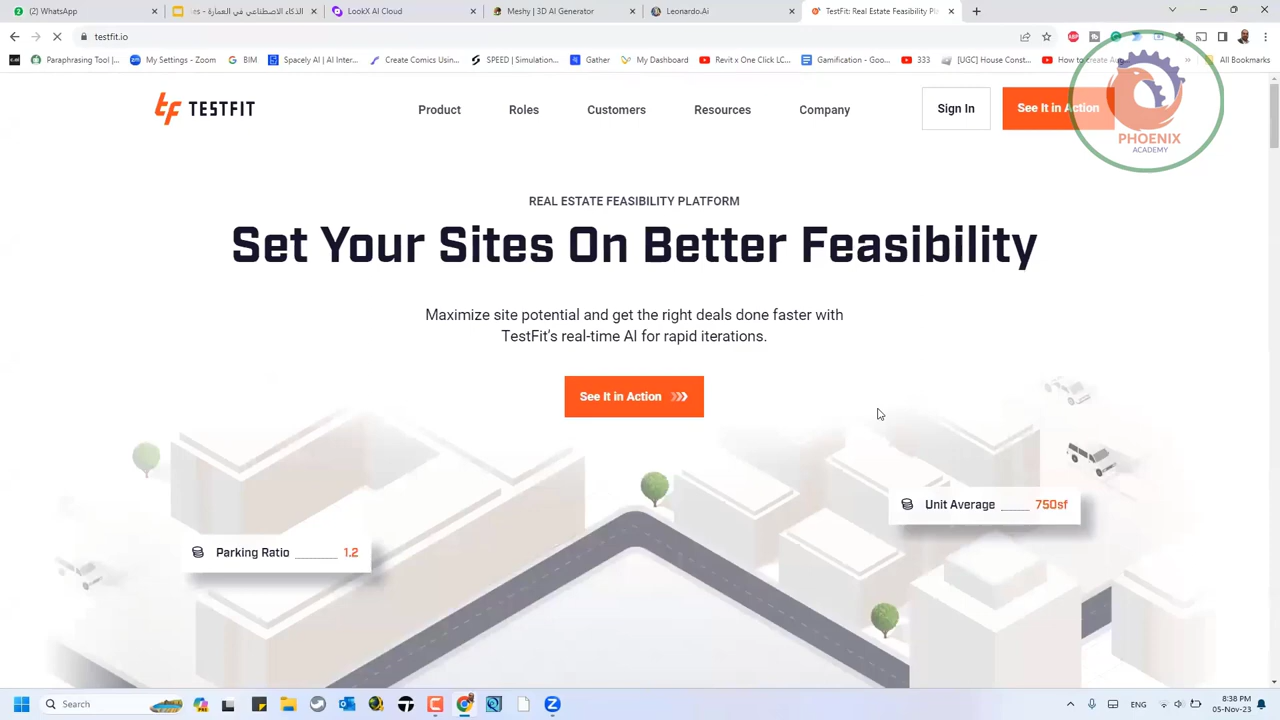 (2) WhatsApp
الذكاء الاصطناعي في العمارة - ts
LookX AI Cloud
Meshy | 3D AI Generator
Leonardo.Ai
TestFit: Real Estate Feasibility Pl
testfit.io
Paraphrasing Tool |...
My Settings - Zoom
BIM
Spacely AI | AI Inter...
Create Comics Usin...
SPEED | Simulation...
Gather
My Dashboard
Revit x One Click LC...
Gamification - Goo...
333
[UGC] House Const...
How to create Aug...
All Bookmarks
TESTFIT
Product
Roles
Customers
Resources
Company
Sign In
See It in Action
PHOENIX
ACADEMY
REAL ESTATE FEASIBILITY PLATFORM
Set Your Sites On Better Feasibility
Maximize site potential and get the right deals done faster with
TestFit's real-time AI for rapid iterations.
See It in Action
Unit Average 750sf
Parking Ratio 1.2
Search
ENG
8:38 PM
05-Nov-23